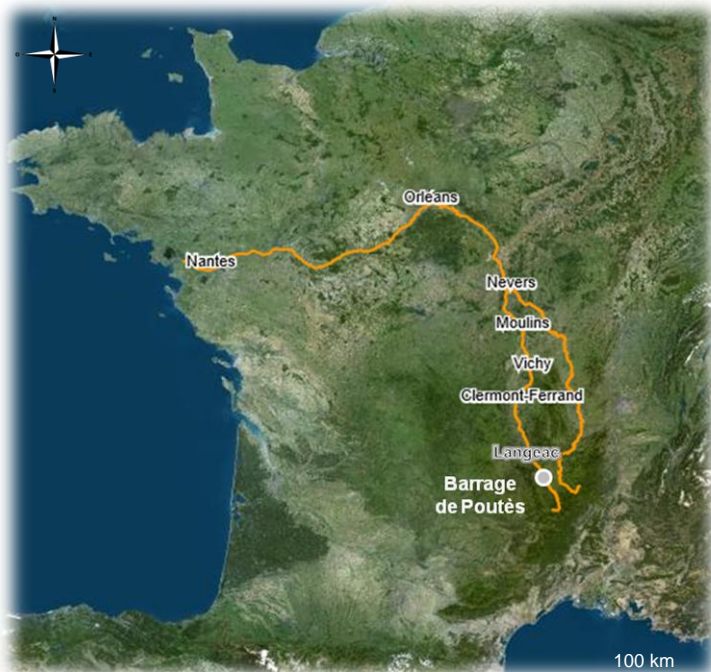 Orléans
Nantes
Nevers
Moulins
Vichy
Clermont-Ferrand
Langeac
Barrage
de Poutès
100 km